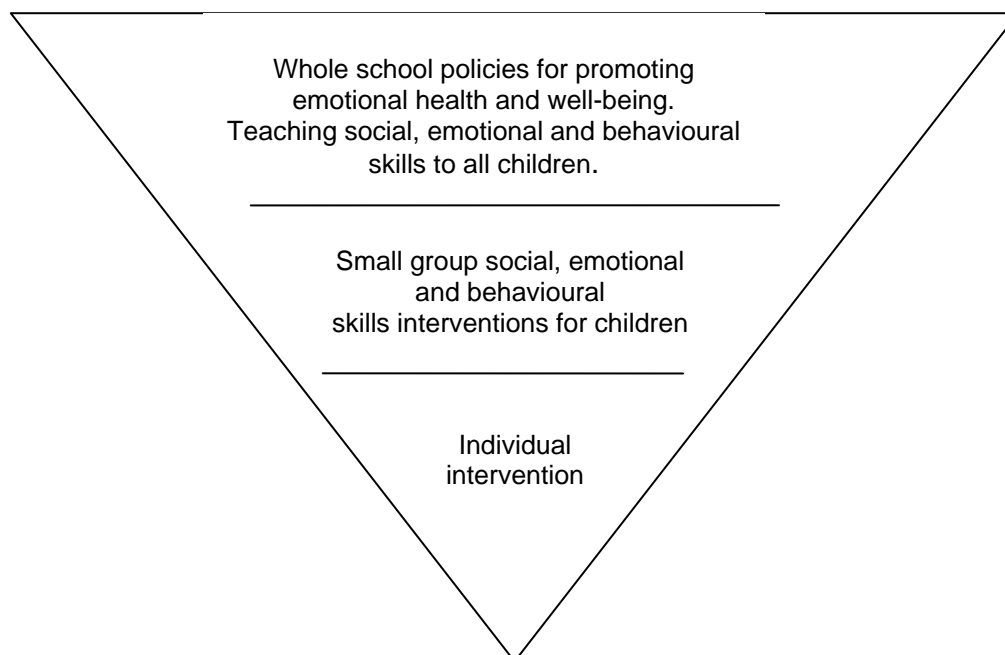 Whole school policies for promoting
emotional health and well-being.
Teaching social, emotional and behavioural
skills to all children.
Small group social, emotional
and behavioural
skills interventions for children
Individual
intervention